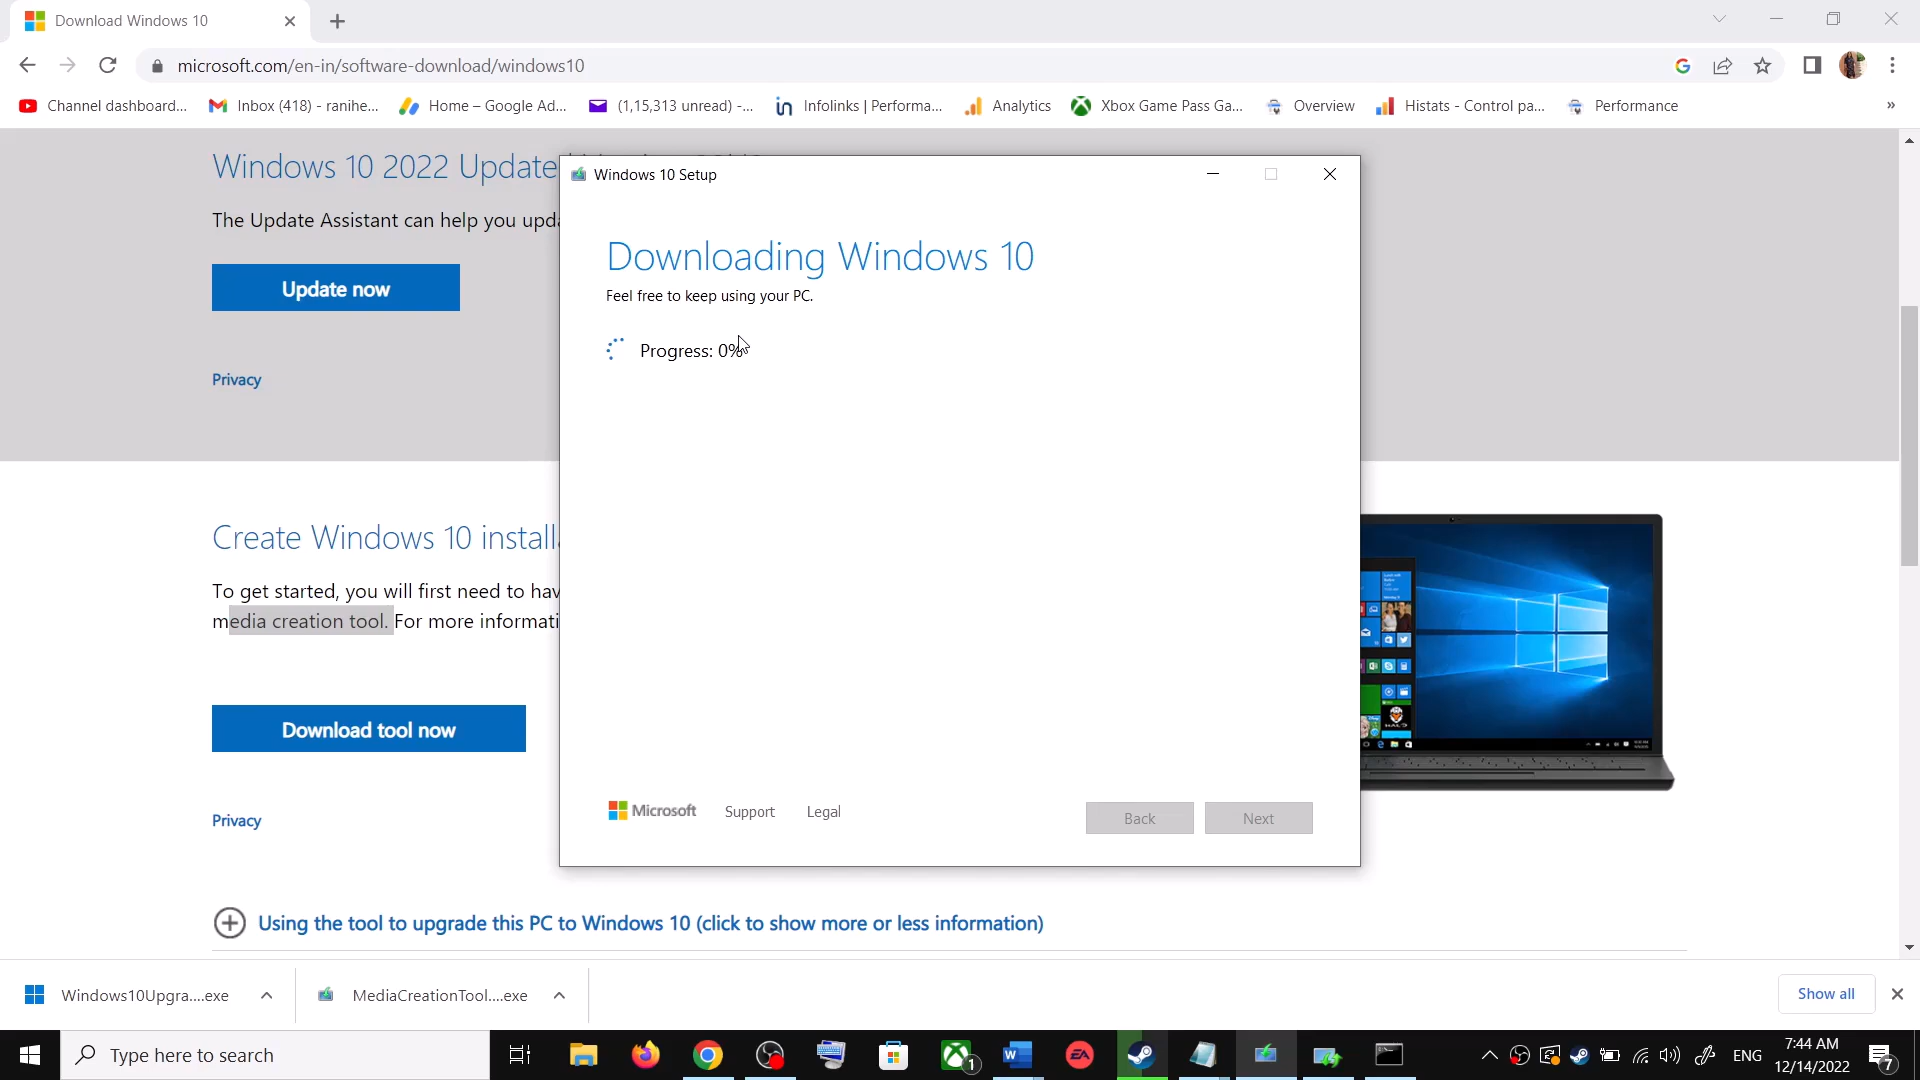 Download Windows 10
microsoft.com/en-in/software-download/windows10
Channel dashboard...
Inbox (418) - ranihe...
Home – Google Ad...
(1,15,313 unread) -...
Infolinks | Performa...
Analytics
Xbox Game Pass Ga...
Overview
Histats - Control pa...
Performance
»
Windows 10 2022 Update
The Update Assistant can help you upda
Update now
Privacy
Windows 10 Setup
Downloading Windows 10
Feel free to keep using your PC.
Progress: 0%
Microsoft
Support
Legal
Back
Next
Create Windows 10 installa
To get started, you will first need to hav
media creation tool. For more informati
Download tool now
Privacy
Using the tool to upgrade this PC to Windows 10 (click to show more or less information)
Windows10Upgra....exe
MediaCreationTool....exe
Show all
Type here to search
1
ENG
7:44 AM
12/14/2022
7